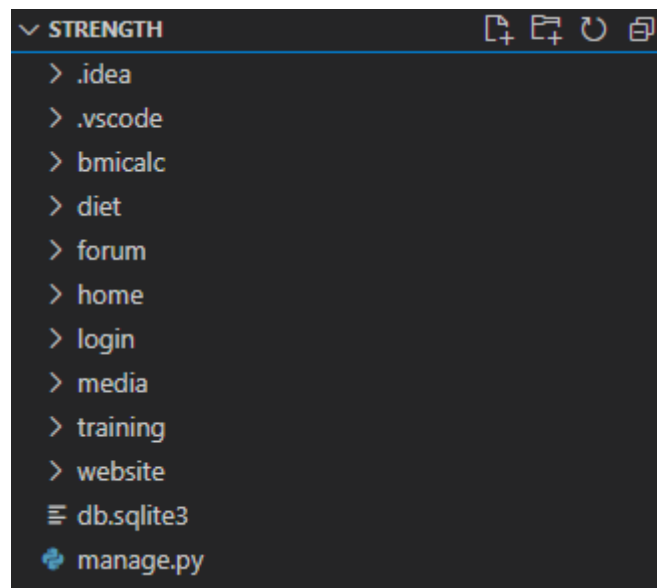 STRENGTH
.idea
.vscode
bmicalc
diet
forum
home
login
media
training
website
db.sqlite3
manage.py